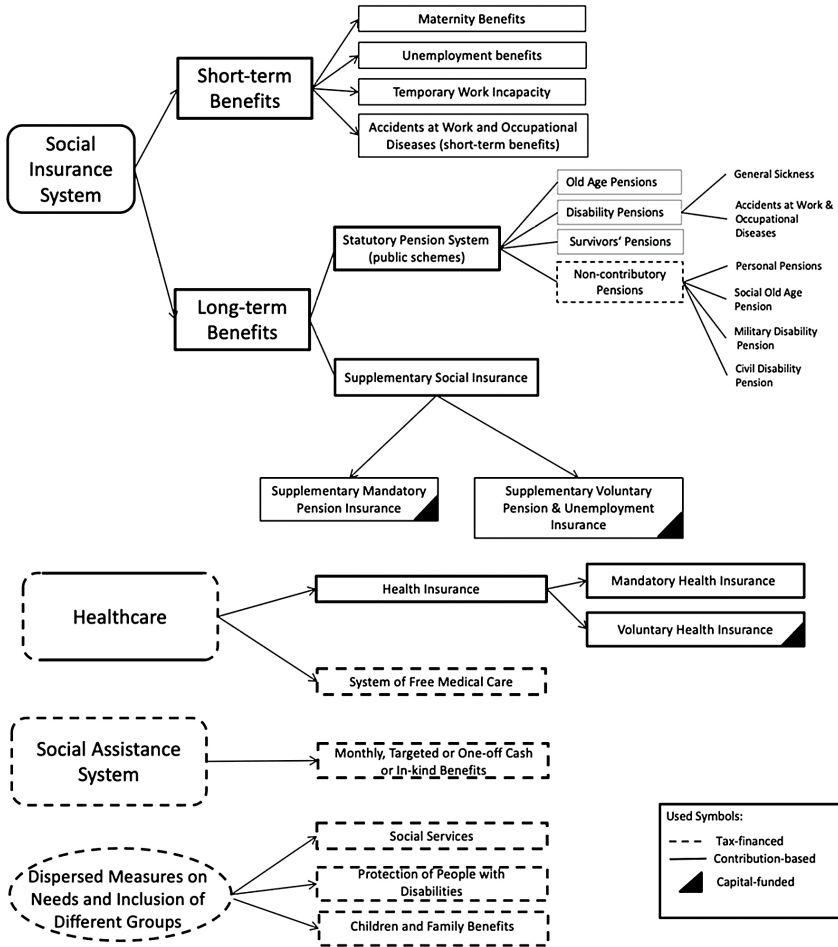 Social
Insurance
System
Short-term
Benefits
Maternity Benefits
Unemployment benefits
Temporary Work Incapacity
Accidents at Work and Occupational
Diseases (short-term benefits)
Long-term
Benefits
Statutory Pension System
(public schemes)
Old Age Pensions
Disability Pensions
Survivors' Pensions
Non-contributory
Pensions
General Sickness
Accidents at Work &
Occupational
Diseases
Personal Pensions
Social Old Age
Pension
Military Disability
Pension
Civil Disability
Pension
Supplementary Social Insurance
Supplementary Mandatory
Pension Insurance
Supplementary Voluntary
Pension & Unemployment
Insurance
Healthcare
Health Insurance
Mandatory Health Insurance
Voluntary Health Insurance
System of Free Medical Care
Social Assistance
System
Monthly, Targeted or One-off Cash
or In-kind Benefits
Dispersed Measures on
Needs and Inclusion of
Different Groups
Social Services
Protection of People with
Disabilities
Children and Family Benefits
Used Symbols:
Tax-financed
Contribution-based
Capital-funded